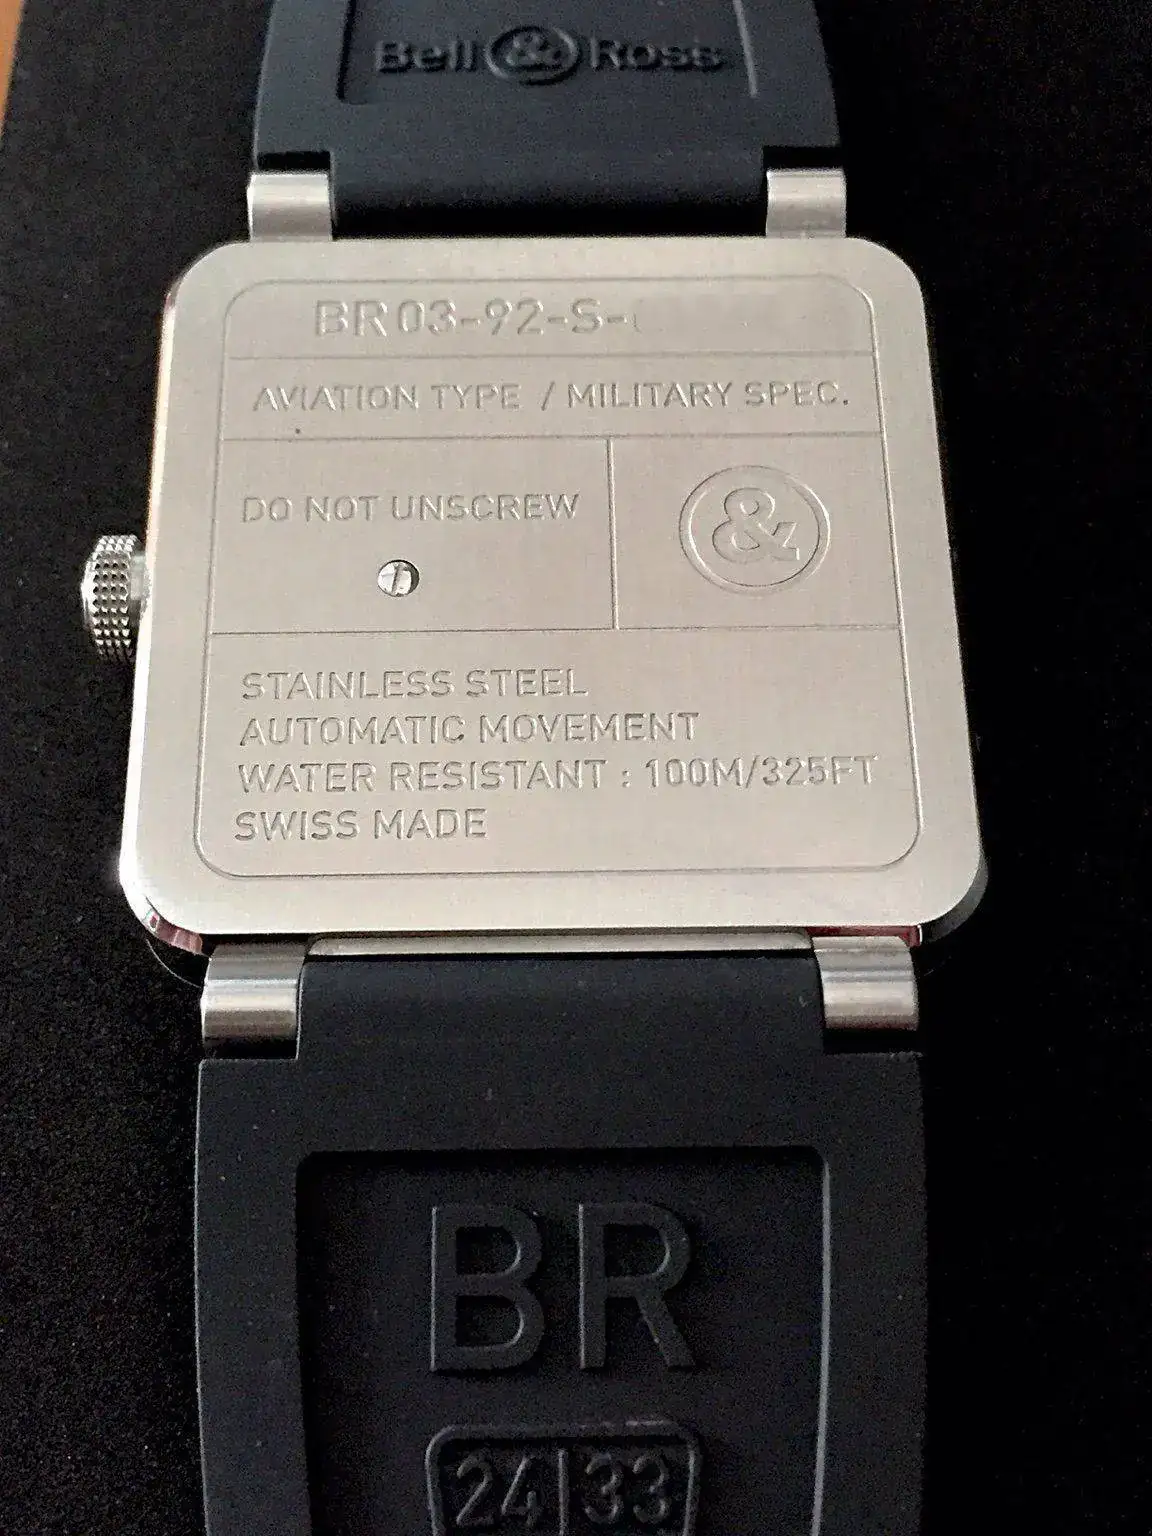 Bell & Ross
BR03-92-S-
AVIATION TYPE / MILITARY SPEC.
DO NOT UNSCREW
&
STAINLESS STEEL
AUTOMATIC MOVEMENT
WATER RESISTANT : 100M/325FT
SWISS MADE
BR
24|33